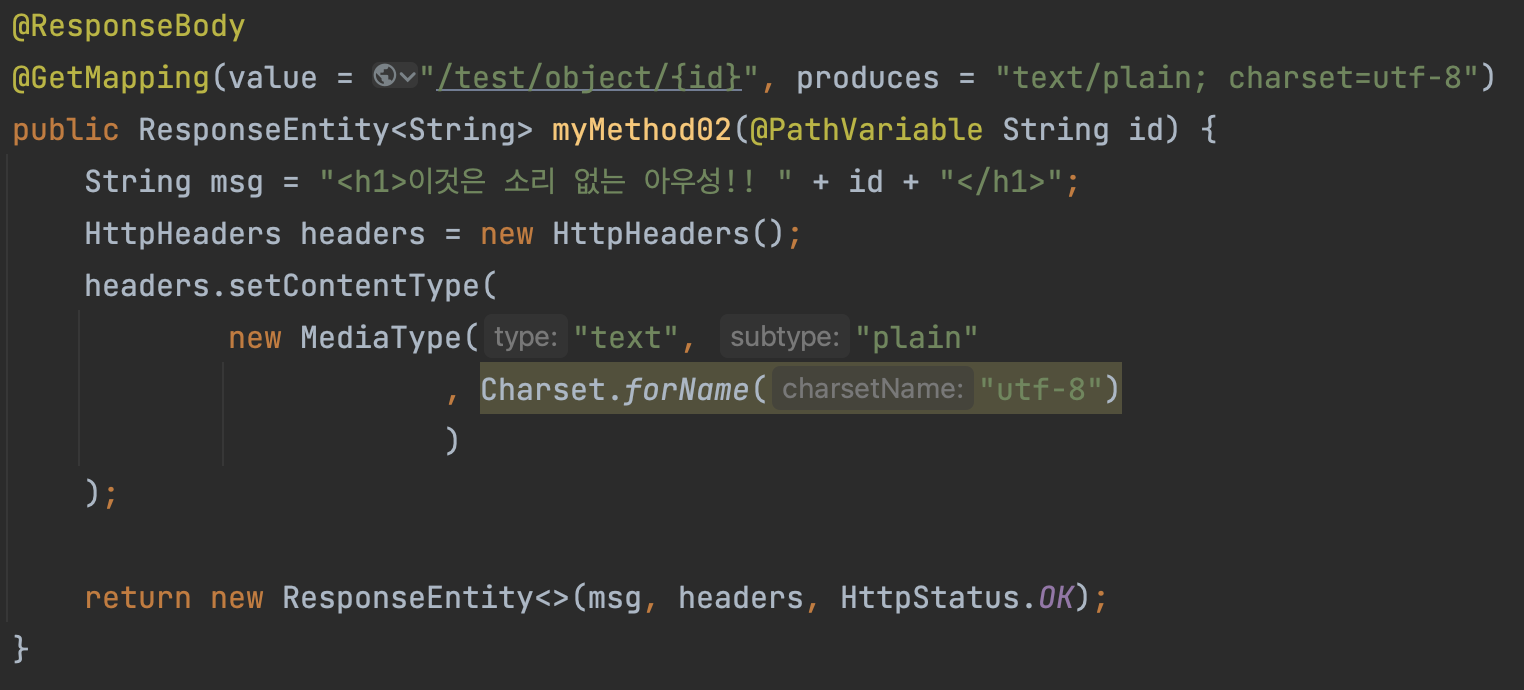 @ResponseBody
@GetMapping(value = "/test/object/{id}", produces = "text/plain; charset=utf-8")
public ResponseEntity<String> myMethod02(@PathVariable String id) {
String msg = "<h1>이것은 소리 없는 아우성!! " + id + "</h1>";
HttpHeaders headers = new HttpHeaders();
headers.setContentType(
new MediaType( type: "text", subtype: "plain"
, Charset.forName( charsetName: "utf-8")
)
);
return new ResponseEntity<>(msg, headers, HttpStatus.OK);
}